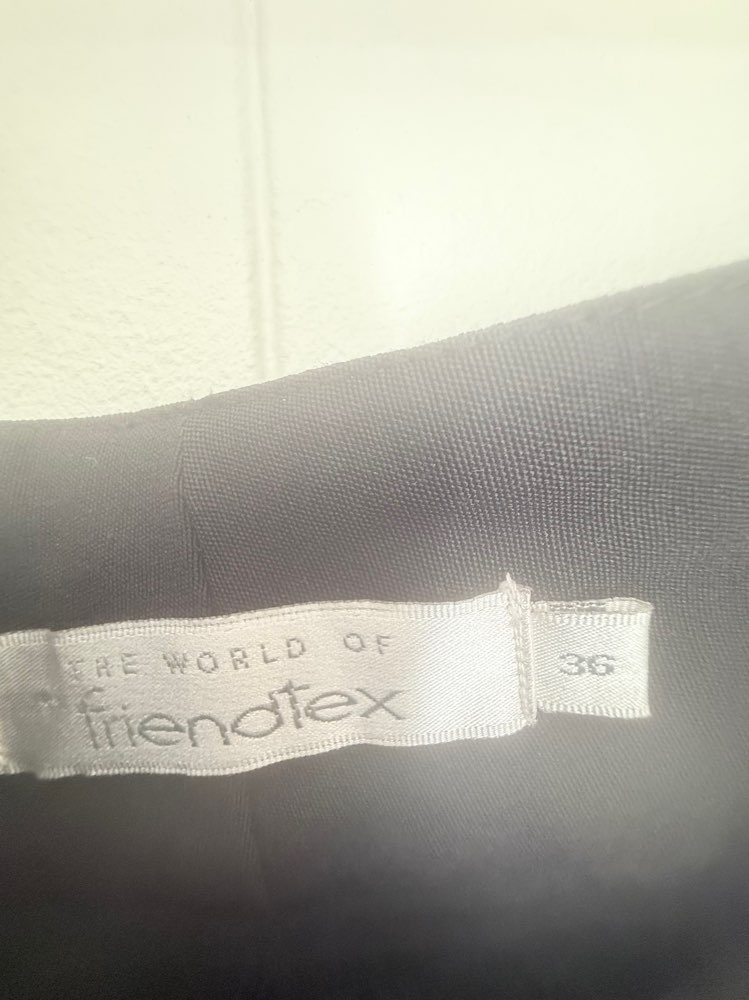 THE WORLD OF
friendtex
36